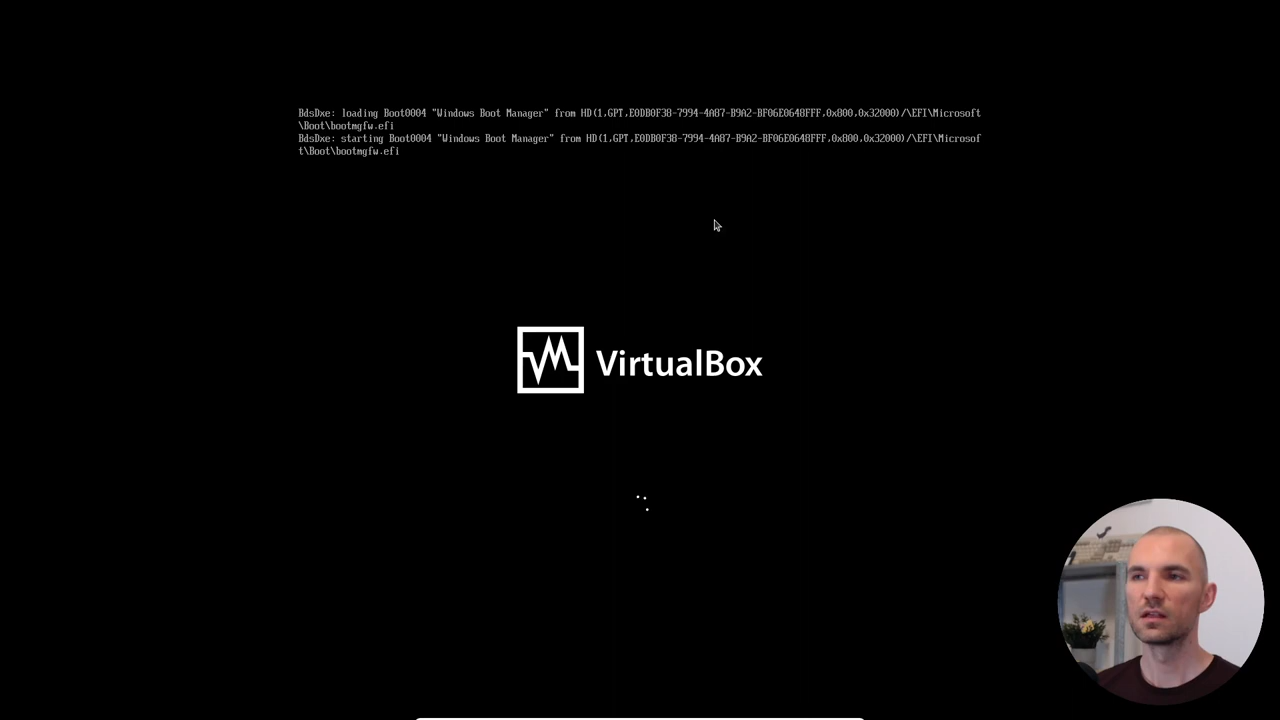 BdsDxe: loading Boot0004 "Windows Boot Manager" from HD(1,GPT,E0DB0F38-7994-4A87-B9A2-BF06E0648FFF,0x800,0x32000)/\EFI\Microsoft
\Boot\bootmgfw.efi
BdsDxe: starting Boot0004 "Windows Boot Manager" from HD(1,GPT,E0DB0F38-7994-4A87-B9A2-BF06E0648FFF,0x800,0x32000)/\EFI\Microsof
t\Boot\bootmgfw.efi
VirtualBox